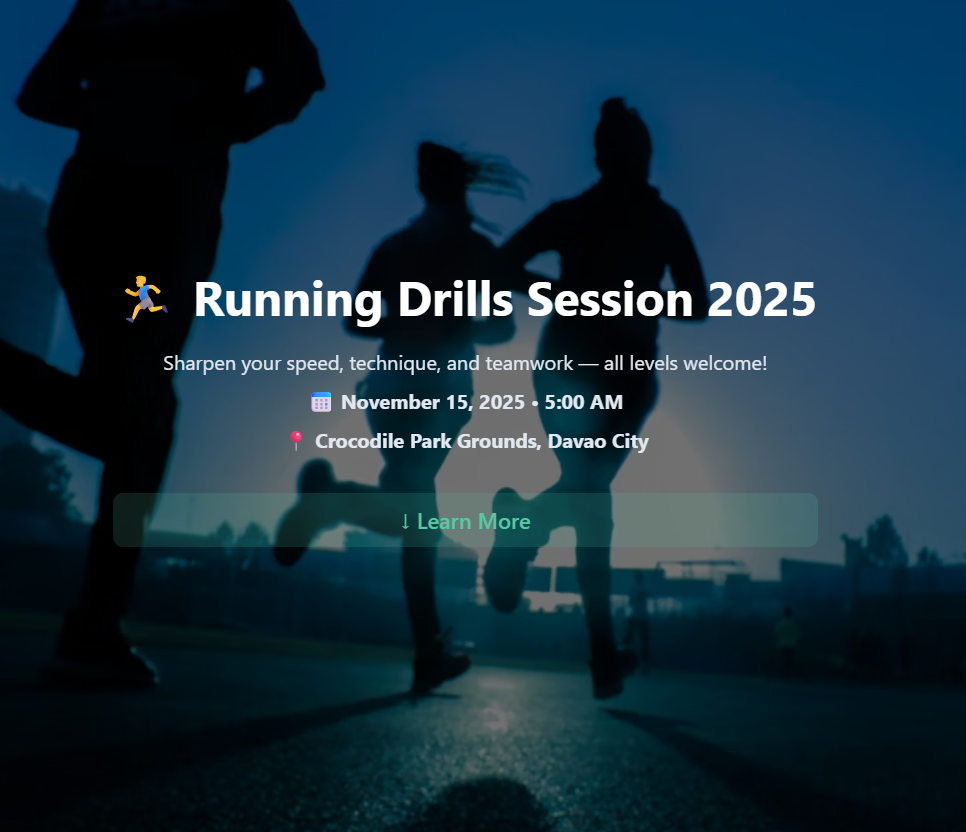 🏃 Running Drills Session 2025
Sharpen your speed, technique, and teamwork — all levels welcome!
📅 November 15, 2025 • 5:00 AM
📍 Crocodile Park Grounds, Davao City
↓ Learn More